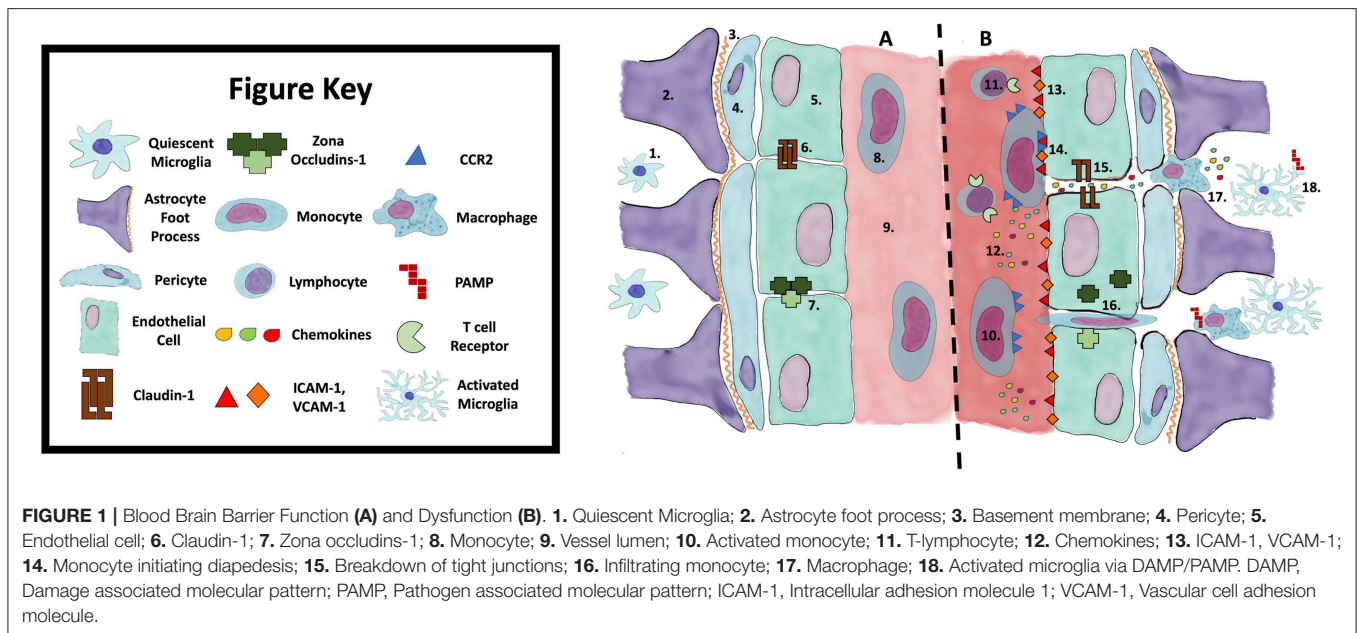 Figure Key
Quiescent
Microglia
Zona
Occludins-1
CCR2
Astrocyte
Foot
Process
Monocyte
Macrophage
Pericyte
Lymphocyte
PAMP
Endothelial
Cell
Chemokines
T cell
Receptor
Claudin-1
ICAM-1,
VCAM-1
Activated
Microglia
A
B
1.
2.
3.
4.
5.
6.
7.
8.
9.
10.
11.
12.
13.
14.
15.
16.
17.
18.
FIGURE 1 | Blood Brain Barrier Function (A) and Dysfunction (B). 1. Quiescent Microglia; 2. Astrocyte foot process; 3. Basement membrane; 4. Pericyte; 5.
Endothelial cell; 6. Claudin-1; 7. Zona occludins-1; 8. Monocyte; 9. Vessel lumen; 10. Activated monocyte; 11. T-lymphocyte; 12. Chemokines; 13. ICAM-1, VCAM-1;
14. Monocyte initiating diapedesis; 15. Breakdown of tight junctions; 16. Infiltrating monocyte; 17. Macrophage; 18. Activated microglia via DAMP/PAMP. DAMP,
Damage associated molecular pattern; PAMP, Pathogen associated molecular pattern; ICAM-1, Intracellular adhesion molecule 1; VCAM-1, Vascular cell adhesion
molecule.